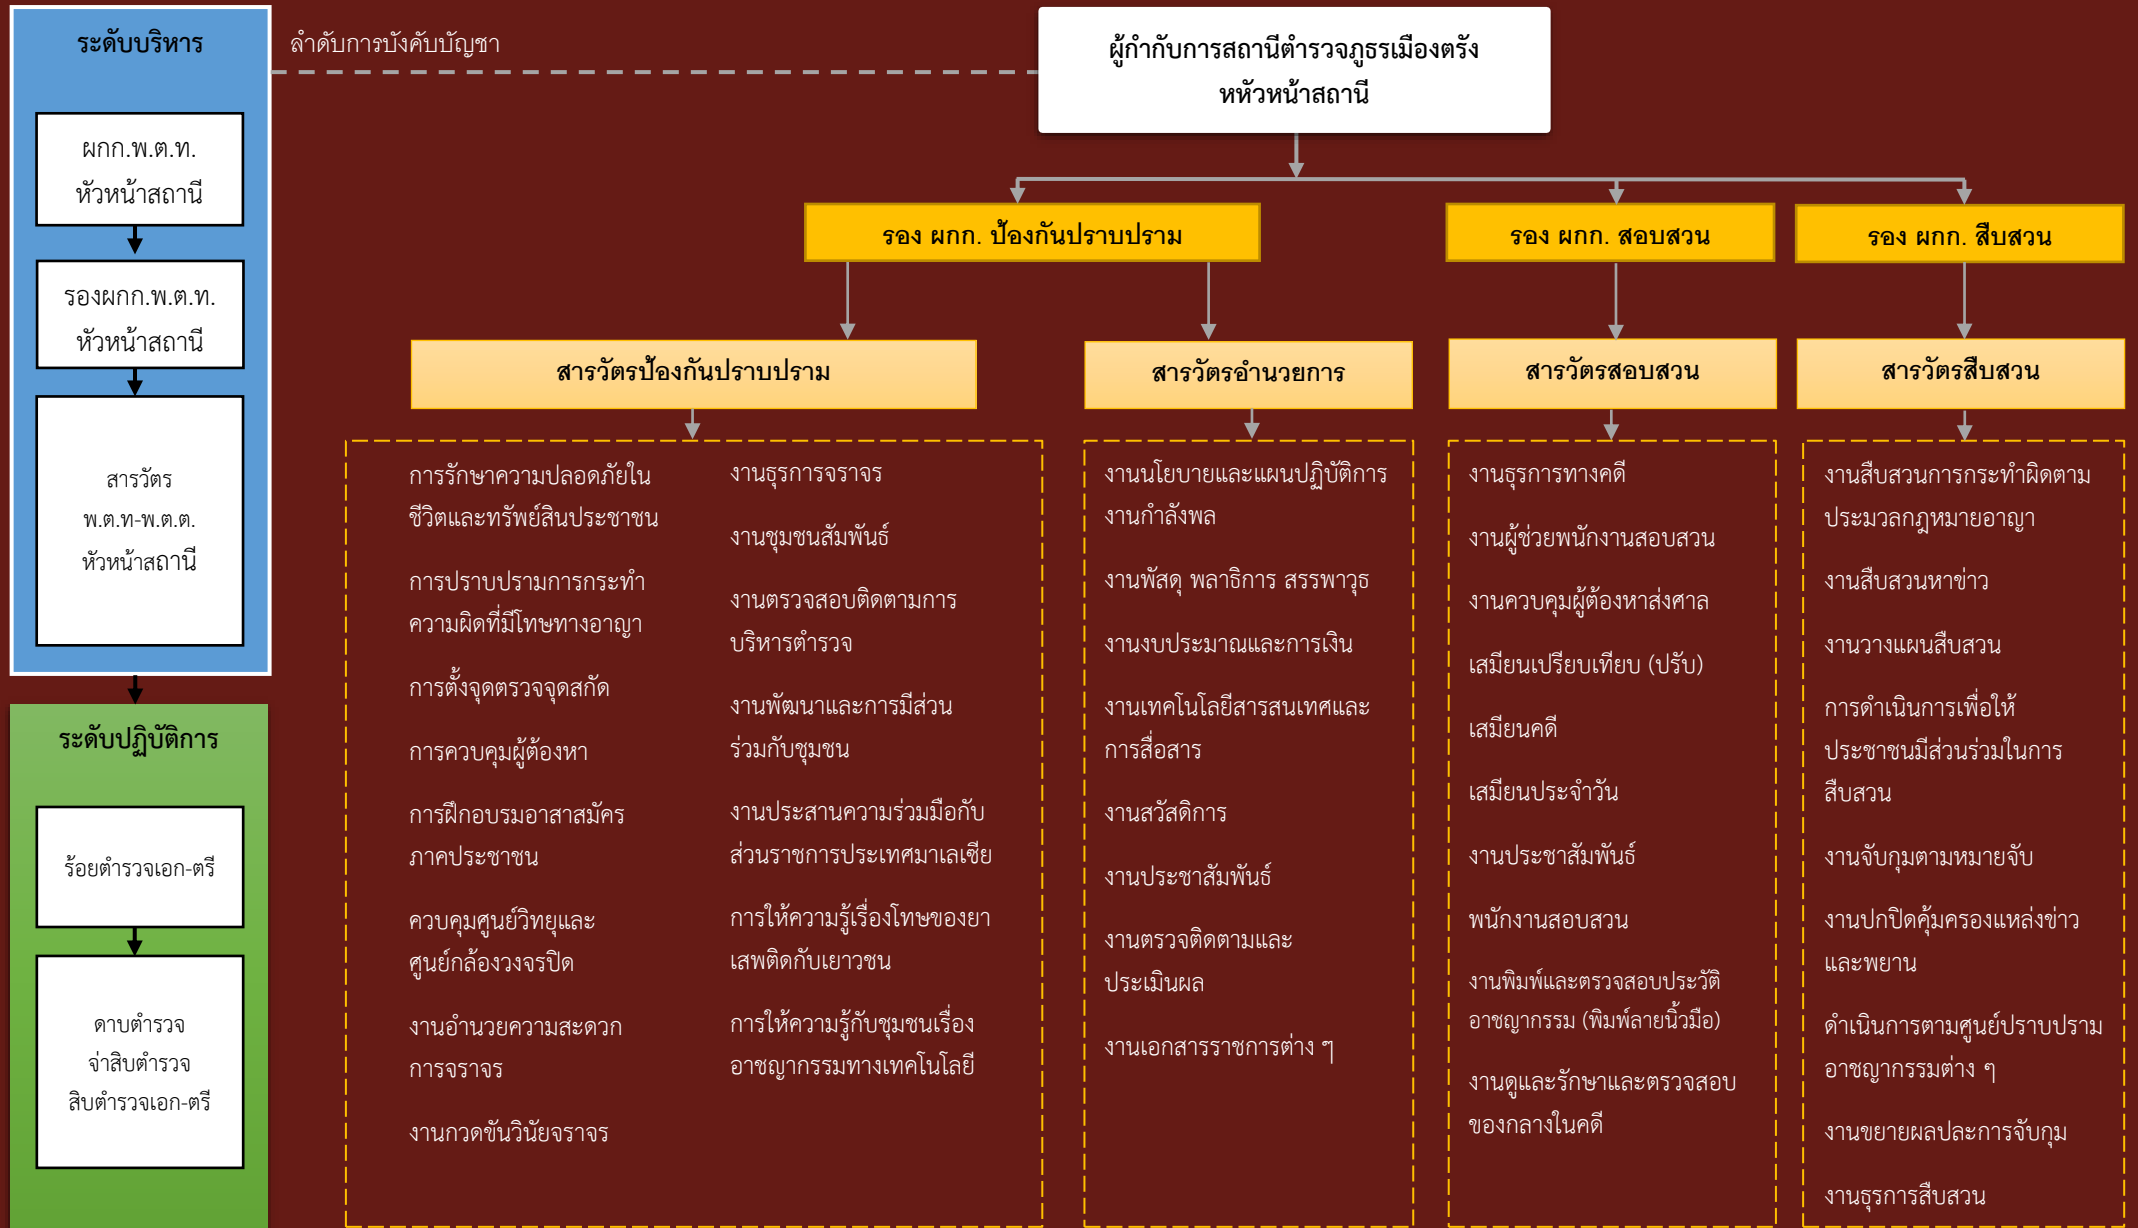 ระดับบริหาร
ผกก.พ.ต.ท.
หัวหน้าสถานี
รองผกก.พ.ต.ท.
หัวหน้าสถานี
สารวัตร
พ.ต.ท-พ.ต.ต.
หัวหน้าสถานี
ระดับปฏิบัติการ
ร้อยตำรวจเอก-ตรี
ดาบตำรวจ
จ่าสิบตำรวจ
สิบตำรวจเอก-ตรี
ลำดับการบังคับบัญชา
ผู้กำกับการสถานีตำรวจภูธรเมืองตรัง
หหัวหน้าสถานี
รอง ผกก. ป้องกันปราบปราม
รอง ผกก. สอบสวน
รอง ผกก. สืบสวน
สารวัตรป้องกันปราบปราม
สารวัตรอำนวยการ
สารวัตรสอบสวน
สารวัตรสืบสวน
การรักษาความปลอดภัยใน
ชีวิตและทรัพย์สินประชาชน
การปราบปรามการกระทำ
ความผิดที่มีโทษทางอาญา
การตั้งจุดตรวจจุดสกัด
การควบคุมผู้ต้องหา
การฝึกอบรมอาสาสมัคร
ภาคประชาชน
ควบคุมศูนย์วิทยุและ
ศูนย์กล้องวงจรปิด
งานอำนวยความสะดวก
การจราจร
งานกวดขันวินัยจราจร
งานธุรการจราจร
งานชุมชนสัมพันธ์
งานตรวจสอบติดตามการ
บริหารตำรวจ
งานพัฒนาและการมีส่วน
ร่วมกับชุมชน
งานประสานความร่วมมือกับ
ส่วนราชการประเทศมาเลเซีย
การให้ความรู้เรื่องโทษของยา
เสพติดกับเยาวชน
การให้ความรู้กับชุมชนเรื่อง
อาชญากรรมทางเทคโนโลยี
งานนโยบายและแผนปฏิบัติการ
งานกำลังพล
งานพัสดุ พลาธิการ สรรพาวุธ
งานงบประมาณและการเงิน
งานเทคโนโลยีสารสนเทศและ
การสื่อสาร
งานสวัสดิการ
งานประชาสัมพันธ์
งานตรวจติดตามและ
ประเมินผล
งานเอกสารราชการต่าง ๆ
งานธุรการทางคดี
งานผู้ช่วยพนักงานสอบสวน
งานควบคุมผู้ต้องหาส่งศาล
เสมียนเปรียบเทียบ (ปรับ)
เสมียนคดี
เสมียนประจำวัน
งานประชาสัมพันธ์
พนักงานสอบสวน
งานพิมพ์และตรวจสอบประวัติ
อาชญากรรม (พิมพ์ลายนิ้วมือ)
งานดูและรักษาและตรวจสอบ
ของกลางในคดี
งานสืบสวนการกระทำผิดตาม
ประมวลกฎหมายอาญา
งานสืบสวนหาข่าว
งานวางแผนสืบสวน
การดำเนินการเพื่อให้
ประชาชนมีส่วนร่วมในการ
สืบสวน
งานจับกุมตามหมายจับ
งานปกปิดคุ้มครองแหล่งข่าว
และพยาน
ดำเนินการตามศูนย์ปราบปราม
อาชญากรรมต่าง ๆ
งานขยายผลปละการจับกุม
งานธุรการสืบสวน